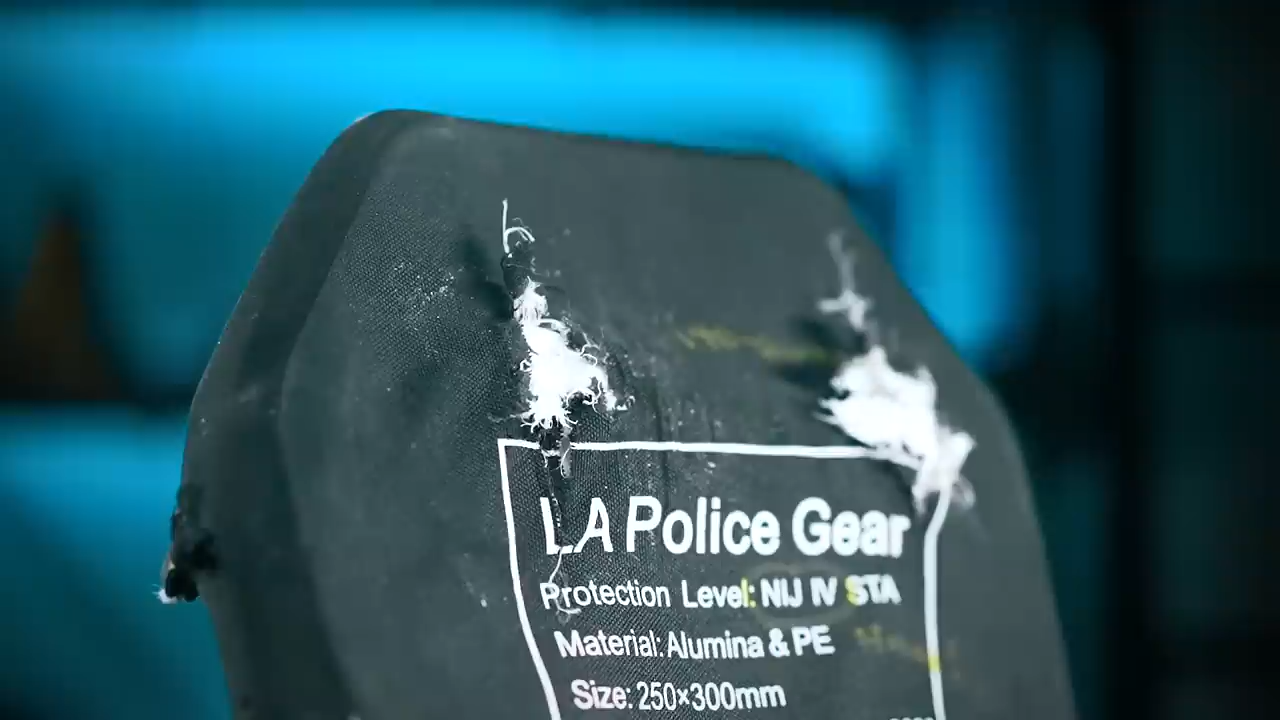 LA Police Gear
Protection Level: NIJ IV STA
Material: Alumina & PE
Size: 250×300mm